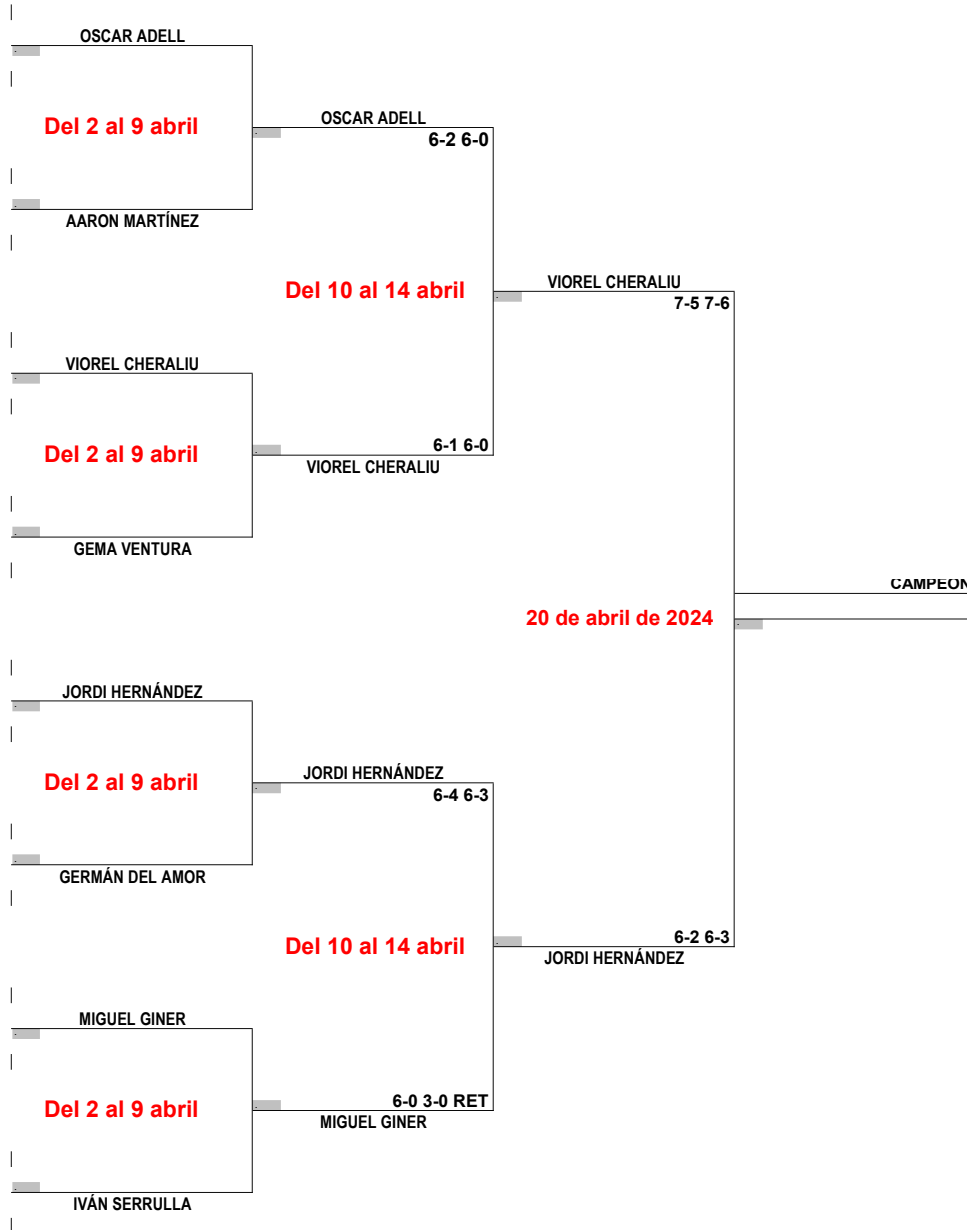 OSCAR ADELL
Del 2 al 9 abril
OSCAR ADELL
6-2 6-0
AARON MARTÍNEZ
Del 10 al 14 abril
VIOREL CHERALIU
7-5 7-6
VIOREL CHERALIU
Del 2 al 9 abril
6-1 6-0
VIOREL CHERALIU
GEMA VENTURA
CAMPEON
20 de abril de 2024
JORDI HERNÁNDEZ
Del 2 al 9 abril
JORDI HERNÁNDEZ
6-4 6-3
GERMÁN DEL AMOR
Del 10 al 14 abril
6-2 6-3
JORDI HERNÁNDEZ
MIGUEL GINER
Del 2 al 9 abril
6-0 3-0 RET
MIGUEL GINER
IVÁN SERRULLA